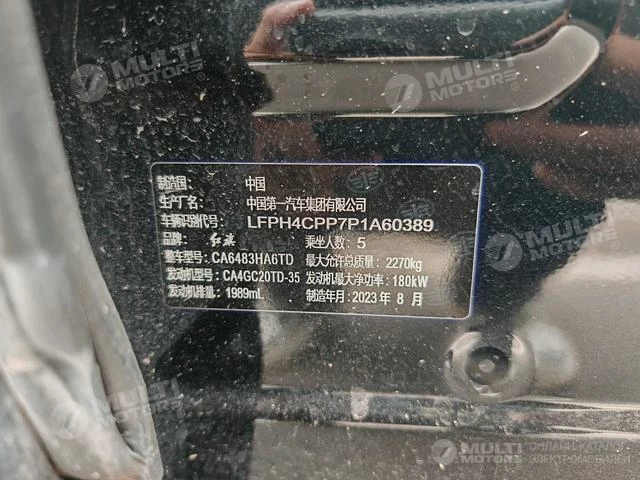 MULTI
MOTORS
MULTI
MOTORS
制造国: 中国
生产厂名: 中国第一汽车集团有限公司
车辆识别代号: LFPH4CPP7P1A60389
品牌: 红旗 乘坐人数: 5
整车型号: CA6483HA6TD 最大允许总质量: 2270kg
发动机型号: CA4GC20TD-35 发动机最大净功率: 180kW
发动机排量: 1989mL 制造年月: 2023年 8 月
MULTI
MOTORS
MULTI
MOTORS
MULTI
MOTORS
ОНЛАЙН-КАТАЛОГ
ЭЛЕКТРОМОБИЛЕЙ